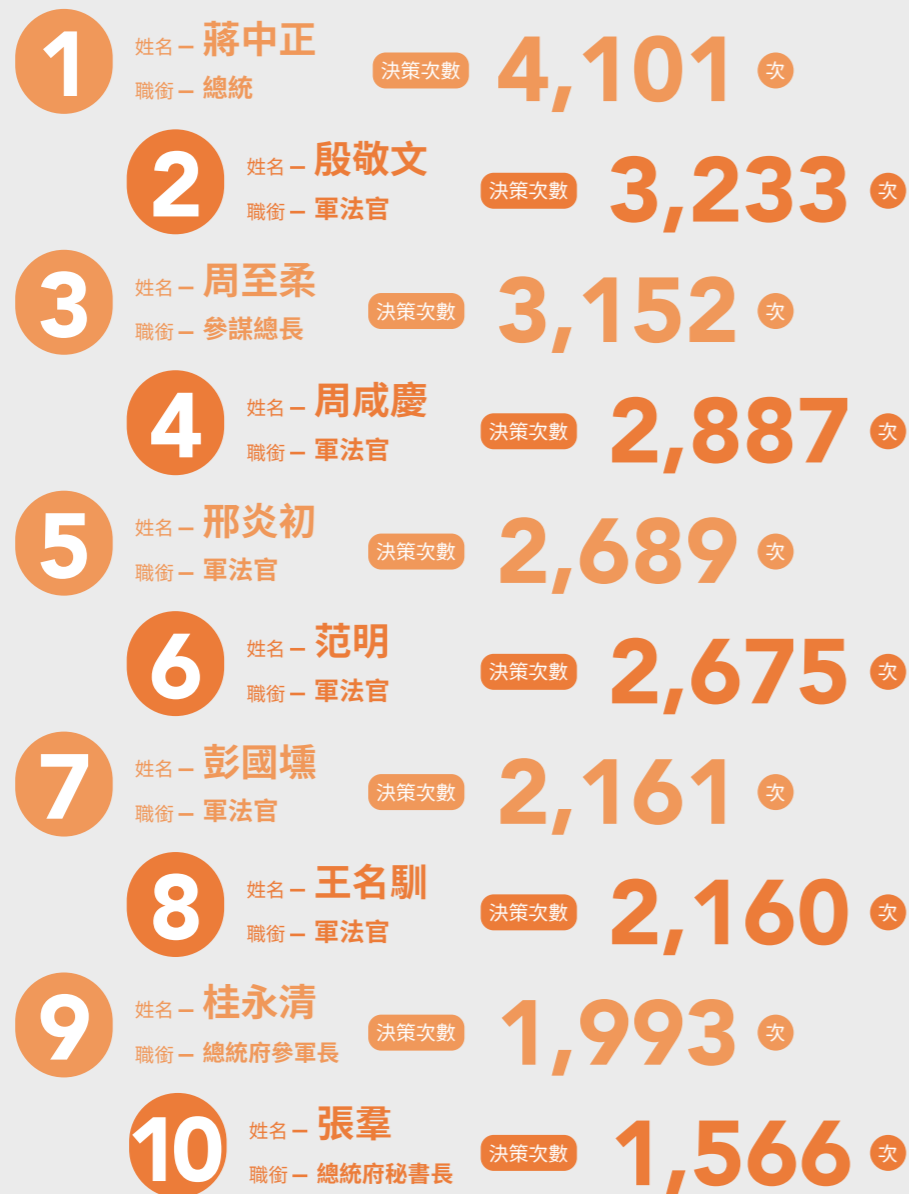 1
姓名 – 蔣中正
職銜 – 總統
決策次數 4,101 次
2
姓名 – 殷敬文
職銜 – 軍法官
決策次數 3,233 次
3
姓名 – 周至柔
職銜 – 參謀總長
決策次數 3,152 次
4
姓名 – 周咸慶
職銜 – 軍法官
決策次數 2,887 次
5
姓名 – 邢炎初
職銜 – 軍法官
決策次數 2,689 次
6
姓名 – 范明
職銜 – 軍法官
決策次數 2,675 次
7
姓名 – 彭國壎
職銜 – 軍法官
決策次數 2,161 次
8
姓名 – 王名馴
職銜 – 軍法官
決策次數 2,160 次
9
姓名 – 桂永清
職銜 – 總統府參軍長
決策次數 1,993 次
10
姓名 – 張羣
職銜 – 總統府秘書長
決策次數 1,566 次